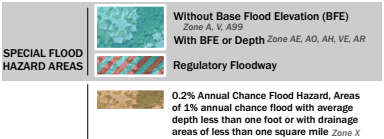 Without Base Flood Elevation (BFE)
Zone A, V, A99
With BFE or Depth Zone AE, AO, AH, VE, AR
SPECIAL FLOOD
HAZARD AREAS
Regulatory Floodway
0.2% Annual Chance Flood Hazard, Areas
of 1% annual chance flood with average
depth less than one foot or with drainage
areas of less than one square mile Zone X